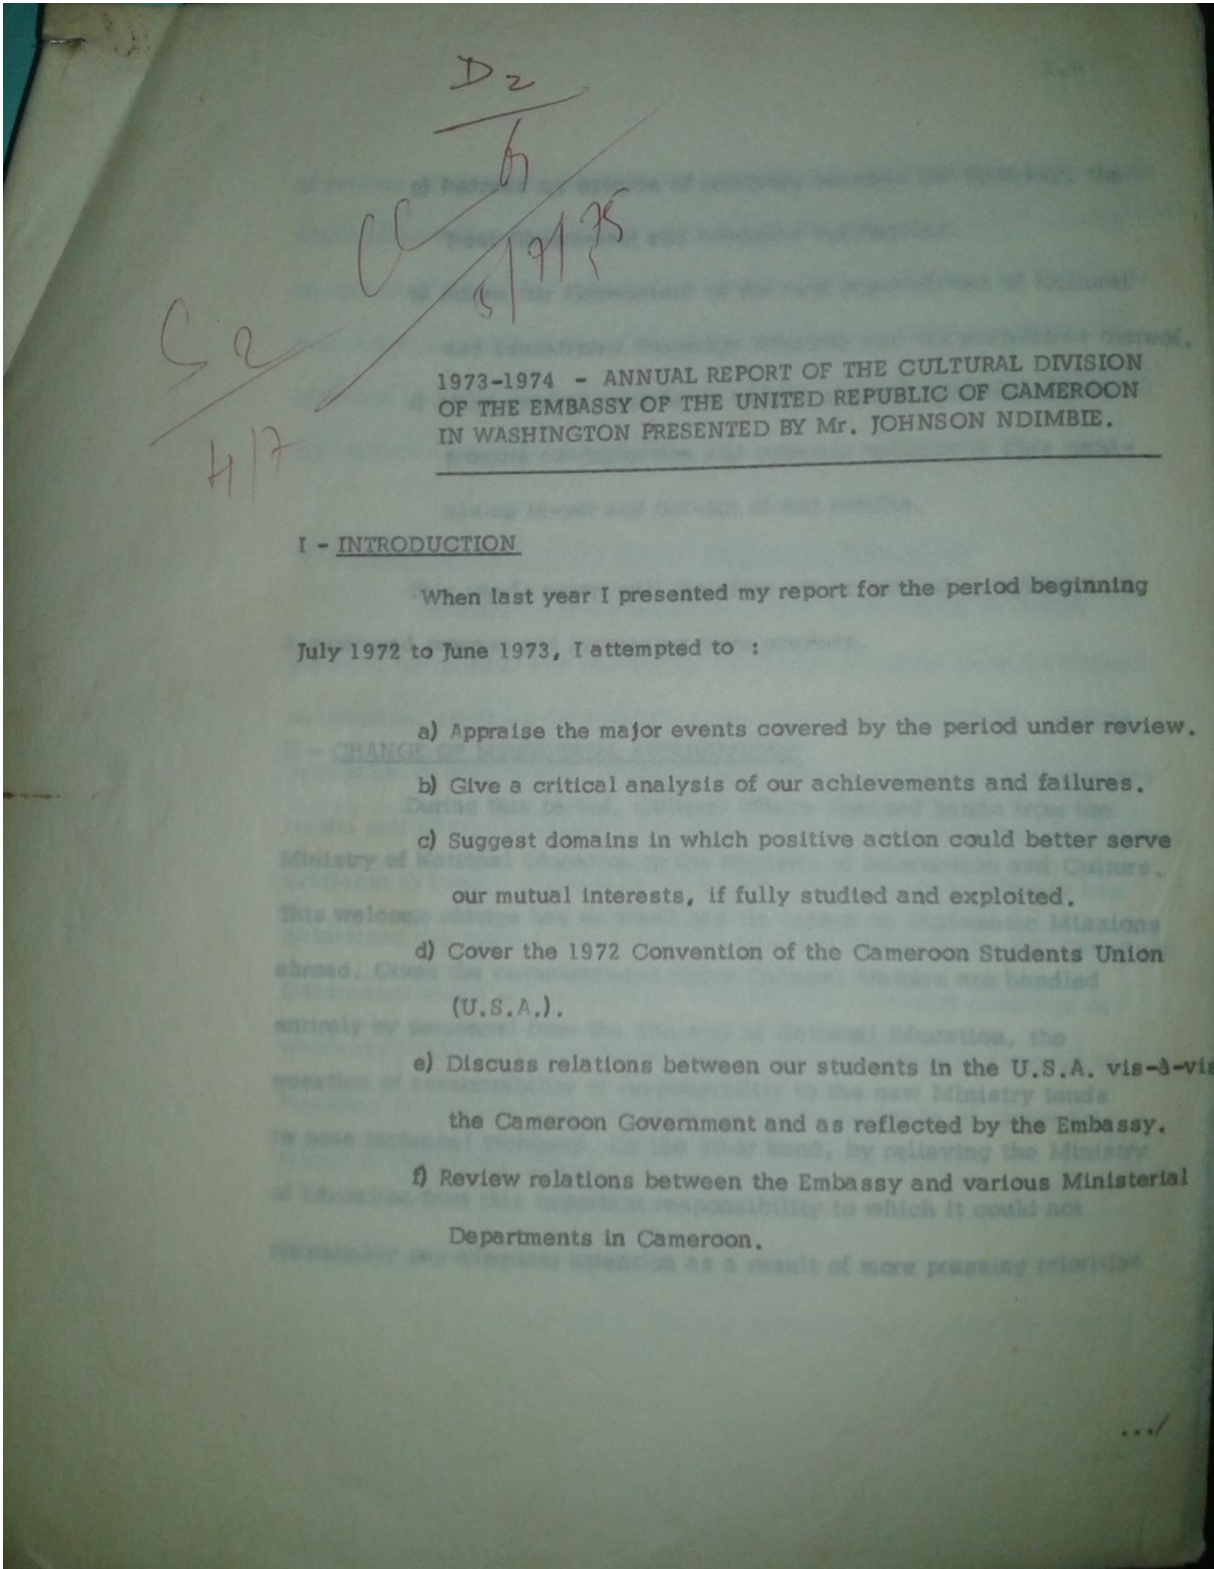 D2
S2
4/7
1973-1974 - ANNUAL REPORT OF THE CULTURAL DIVISION
OF THE EMBASSY OF THE UNITED REPUBLIC OF CAMEROON
IN WASHINGTON PRESENTED BY Mr. JOHNSON NDIMBIE.
I - INTRODUCTION
When last year I presented my report for the period beginning
July 1972 to June 1973, I attempted to :
a) Appraise the major events covered by the period under review.
b) Give a critical analysis of our achievements and failures.
c) Suggest domains in which positive action could better serve
our mutual interests, if fully studied and exploited.
d) Cover the 1972 Convention of the Cameroon Students Union
(U.S.A.).
e) Discuss relations between our students in the U.S.A. vis-à-vis
the Cameroon Government and as reflected by the Embassy.
f) Review relations between the Embassy and various Ministerial
Departments in Cameroon.
.../